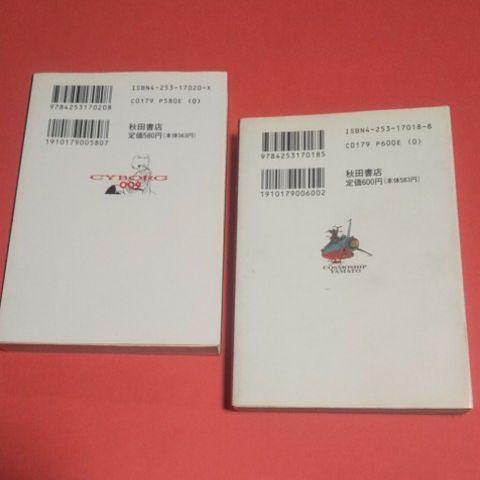 ISBN4-253-17020-X
9784253170208
C0179 P580E (0)
1910179005807
秋田書店
定価580円(本体563円)
CYBORG
009
ISBN4-253-17018-8
9784253170185
C0179 P600E (0)
1910179006002
秋田書店
定価600円(本体583円)
COSMOSHIP
YAMATO